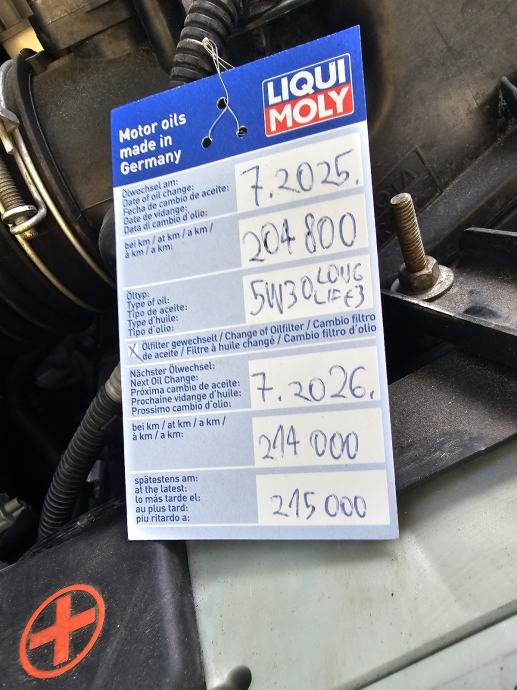 LIQUI
MOLY
Motor oils
made in
Germany
Ölwechsel am:
Date of oil change:
Fecha de cambio de aceite:
Date de vidange:
Data di cambio d'olio:
7.2025.
bei km / at km / a km /
à km / a km:
204 800
Öltyp:
Type of oil:
Tipo de aceite:
Type d'huile:
Tipo d'olio:
5W30 LONG
LIFE3
X Ölfilter gewechselt / Change of Oilfilter / Cambio filtro
de aceite / Filtre à huile changé / Cambio filtro d'olio
Nächster Ölwechsel:
Next Oil Change:
Próxima cambio de aceite:
Prochaine vidange d'huile:
Prossimo cambio d'olio:
7.2026.
bei km / at km / a km /
à km / a km:
214 000
spätestens am:
at the latest:
lo más tarde el:
au plus tard:
piu ritardo a:
215 000